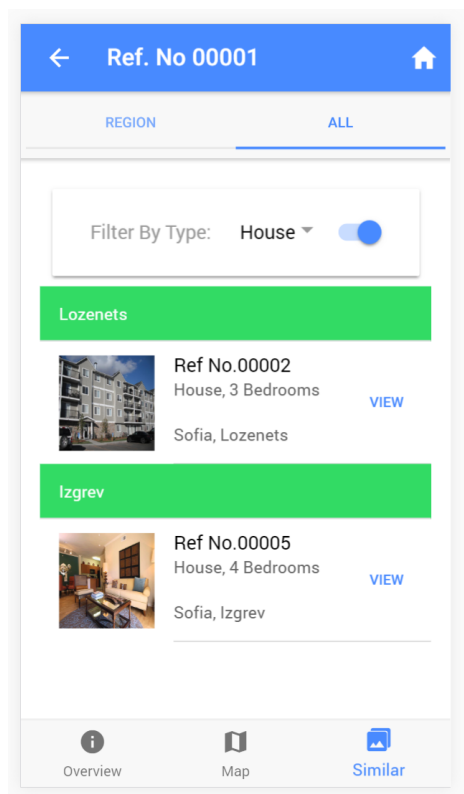 Ref. No 00001
REGION ALL
Filter By Type: House
Lozenets
Ref No.00002
House, 3 Bedrooms
VIEW
Sofia, Lozenets
Izgrev
Ref No.00005
House, 4 Bedrooms
VIEW
Sofia, Izgrev
Overview Map Similar